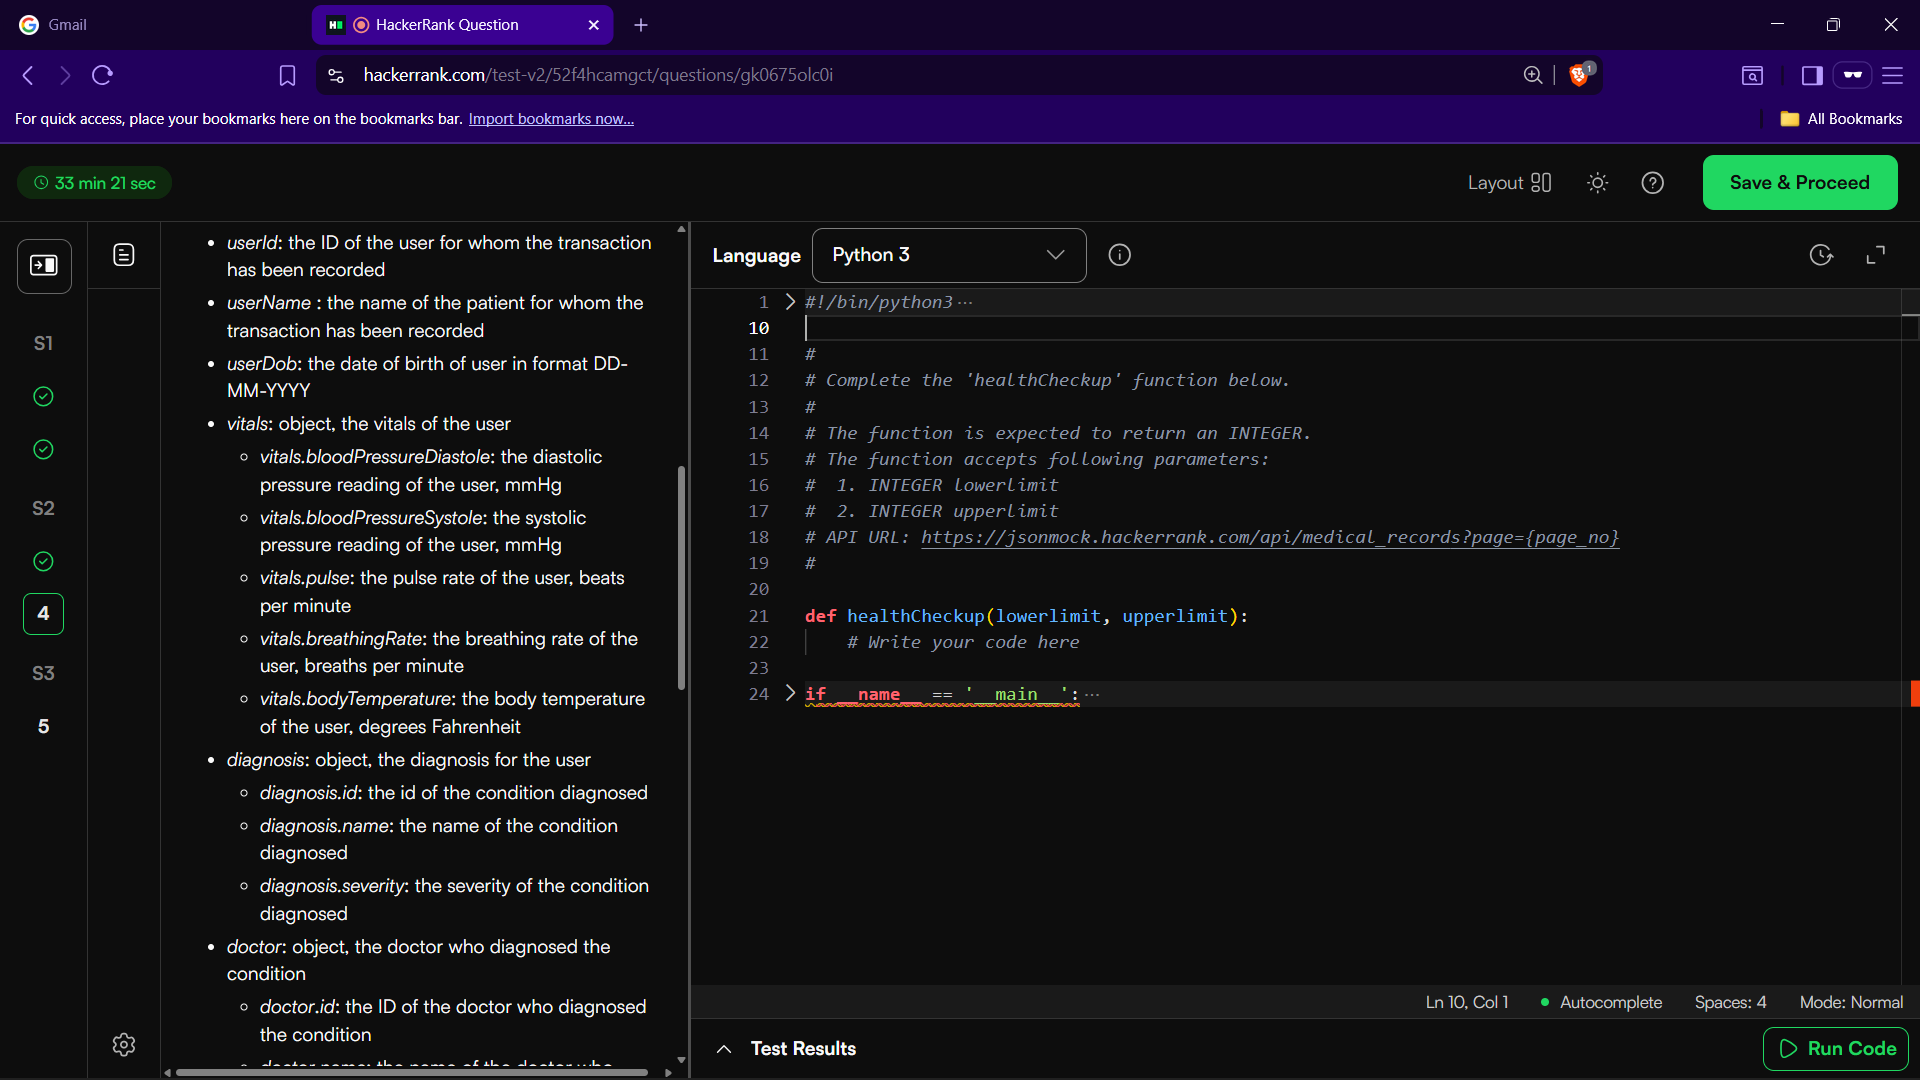 Gmail
HackerRank Question
hackerrank.com/test-v2/52f4hcamgct/questions/gk0675olc0i
1
For quick access, place your bookmarks here on the bookmarks bar. Import bookmarks now...
All Bookmarks
33 min 21 sec
Layout
Save & Proceed
S1
S2
4
S3
5
userId: the ID of the user for whom the transaction
has been recorded
userName : the name of the patient for whom the
transaction has been recorded
userDob: the date of birth of user in format DD-
MM-YYYY
vitals: object, the vitals of the user
vitals.bloodPressureDiastole: the diastolic
pressure reading of the user, mmHg
vitals.bloodPressureSystole: the systolic
pressure reading of the user, mmHg
vitals.pulse: the pulse rate of the user, beats
per minute
vitals.breathingRate: the breathing rate of the
user, breaths per minute
vitals.bodyTemperature: the body temperature
of the user, degrees Fahrenheit
diagnosis: object, the diagnosis for the user
diagnosis.id: the id of the condition diagnosed
diagnosis.name: the name of the condition
diagnosed
diagnosis.severity: the severity of the condition
diagnosed
doctor: object, the doctor who diagnosed the
condition
doctor.id: the ID of the doctor who diagnosed
the condition
Language Python 3
1 #!/bin/python3 ...
10
11 #
12 # Complete the 'healthCheckup' function below.
13 #
14 # The function is expected to return an INTEGER.
15 # The function accepts following parameters:
16 #  1. INTEGER lowerlimit
17 #  2. INTEGER upperlimit
18 # API URL: https://jsonmock.hackerrank.com/api/medical_records?page={page_no}
19 #
20
21 def healthCheckup(lowerlimit, upperlimit):
22     # Write your code here
23
24 if __name__ == '__main__': ...
Ln 10, Col 1 Autocomplete Spaces: 4 Mode: Normal
Test Results
Run Code